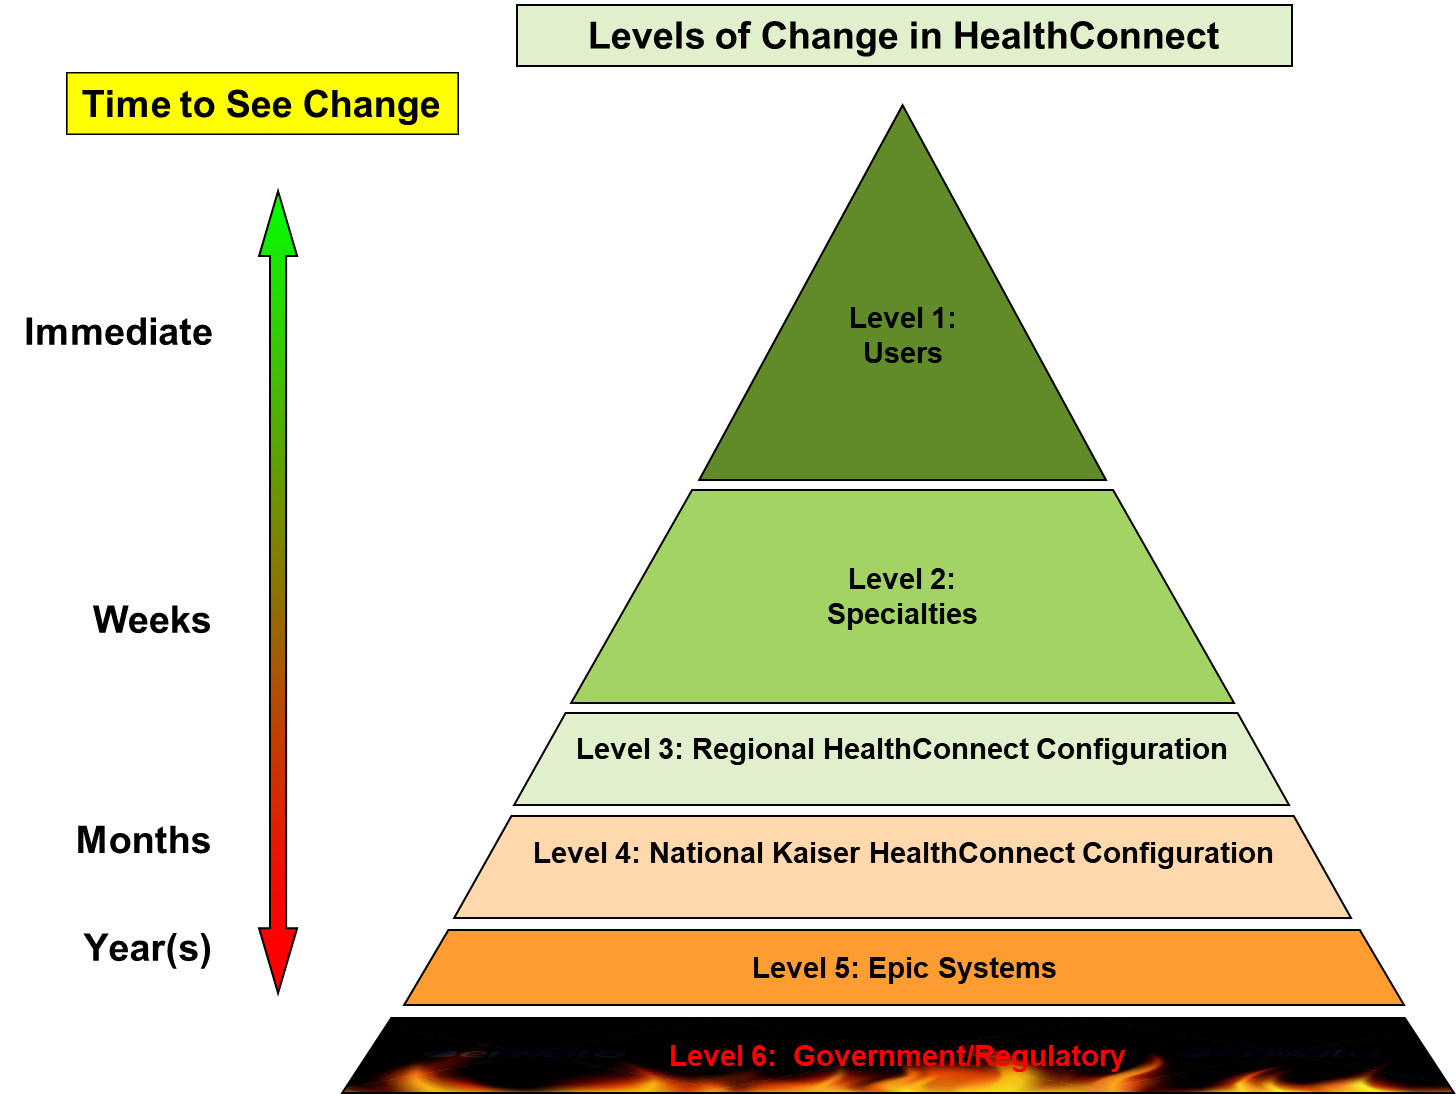 Levels of Change in HealthConnect
Time to See Change
Immediate
Weeks
Months
Year(s)
Level 1:
Users
Level 2:
Specialties
Level 3: Regional HealthConnect Configuration
Level 4: National Kaiser HealthConnect Configuration
Level 5: Epic Systems
Level 6:  Government/Regulatory